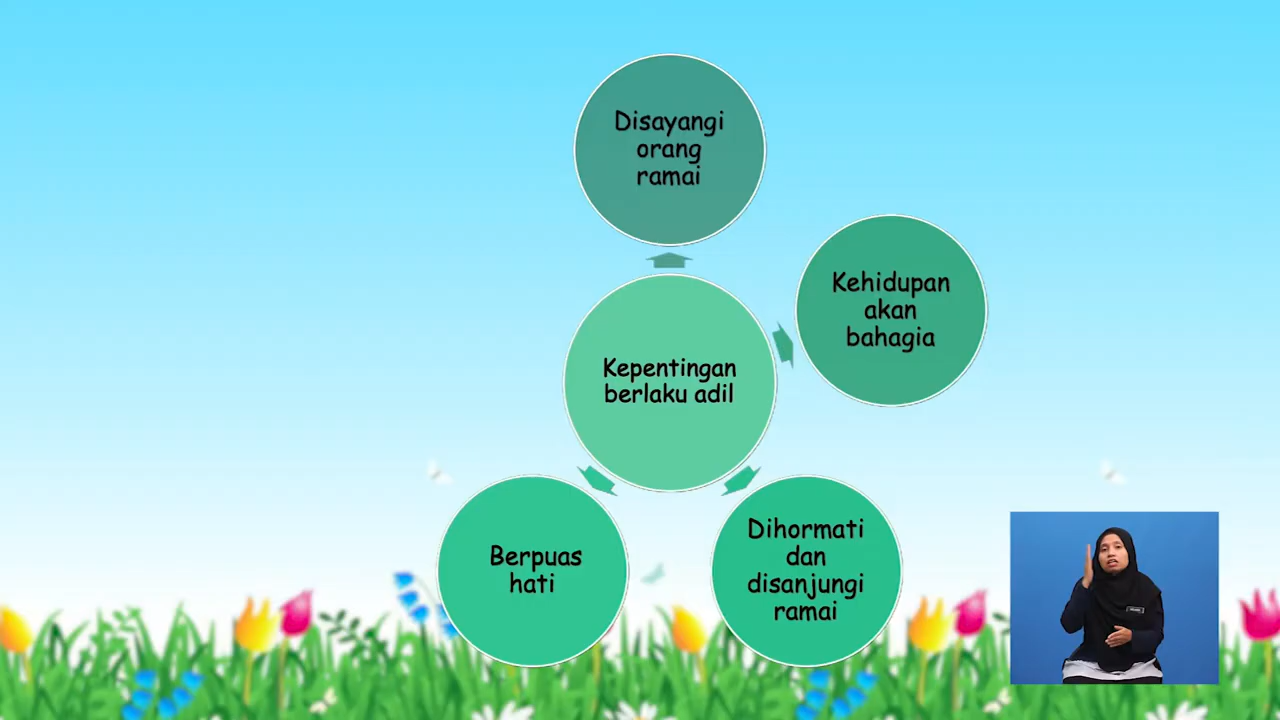 Disayangi
orang
ramai
Kehidupan
akan
bahagia
Kepentingan
berlaku adil
Dihormati
dan
disanjungi
ramai
Berpuas
hati